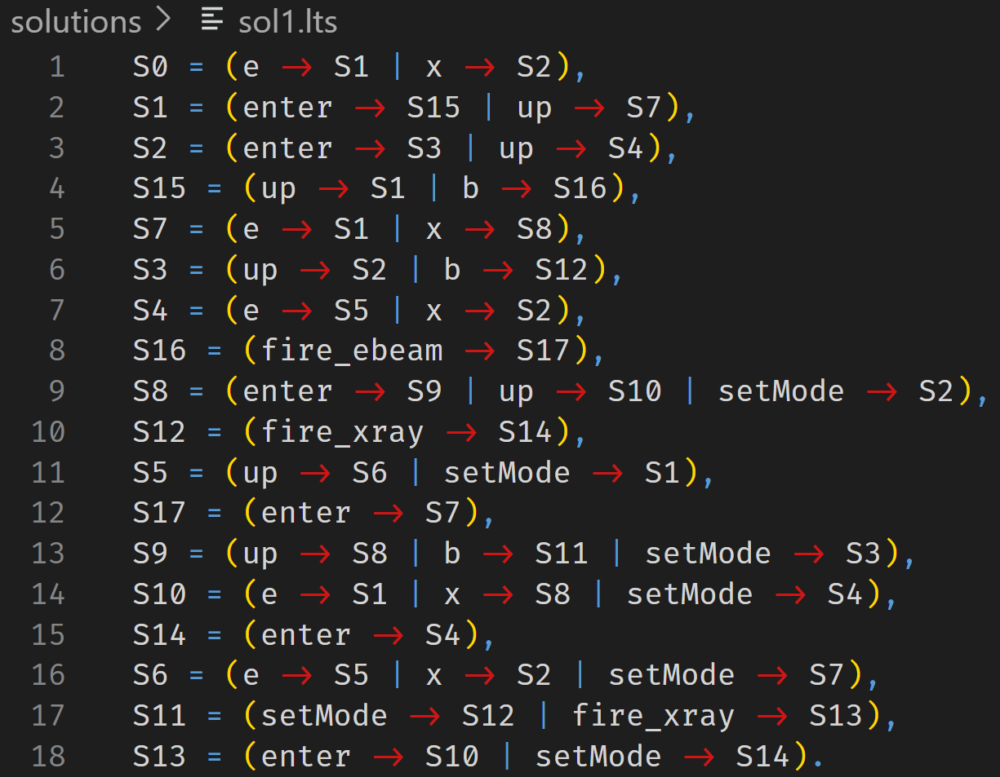 solutions > sol1.lts
1 S0 = (e → S1 | x → S2),
2 S1 = (enter → S15 | up → S7),
3 S2 = (enter → S3 | up → S4),
4 S15 = (up → S1 | b → S16),
5 S7 = (e → S1 | x → S8),
6 S3 = (up → S2 | b → S12),
7 S4 = (e → S5 | x → S2),
8 S16 = (fire_ebeam → S17),
9 S8 = (enter → S9 | up → S10 | setMode → S2),
10 S12 = (fire_xray → S14),
11 S5 = (up → S6 | setMode → S1),
12 S17 = (enter → S7),
13 S9 = (up → S8 | b → S11 | setMode → S3),
14 S10 = (e → S1 | x → S8 | setMode → S4),
15 S14 = (enter → S4),
16 S6 = (e → S5 | x → S2 | setMode → S7),
17 S11 = (setMode → S12 | fire_xray → S13),
18 S13 = (enter → S10 | setMode → S14).